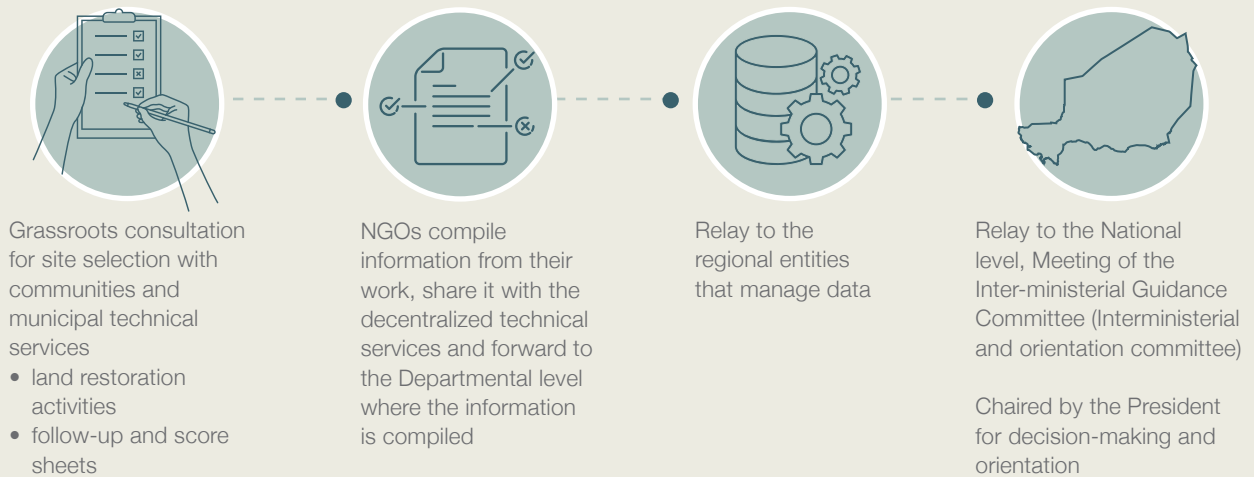 Grassroots consultation
for site selection with
communities and
municipal technical
services
• land restoration
activities
• follow-up and score
sheets
NGOs compile
information from their
work, share it with the
decentralized technical
services and forward to
the Departmental level
where the information
is compiled
Relay to the
regional entities
that manage data
Relay to the National
level, Meeting of the
Inter-ministerial Guidance
Committee (Interministerial
and orientation committee)
Chaired by the President
for decision-making and
orientation